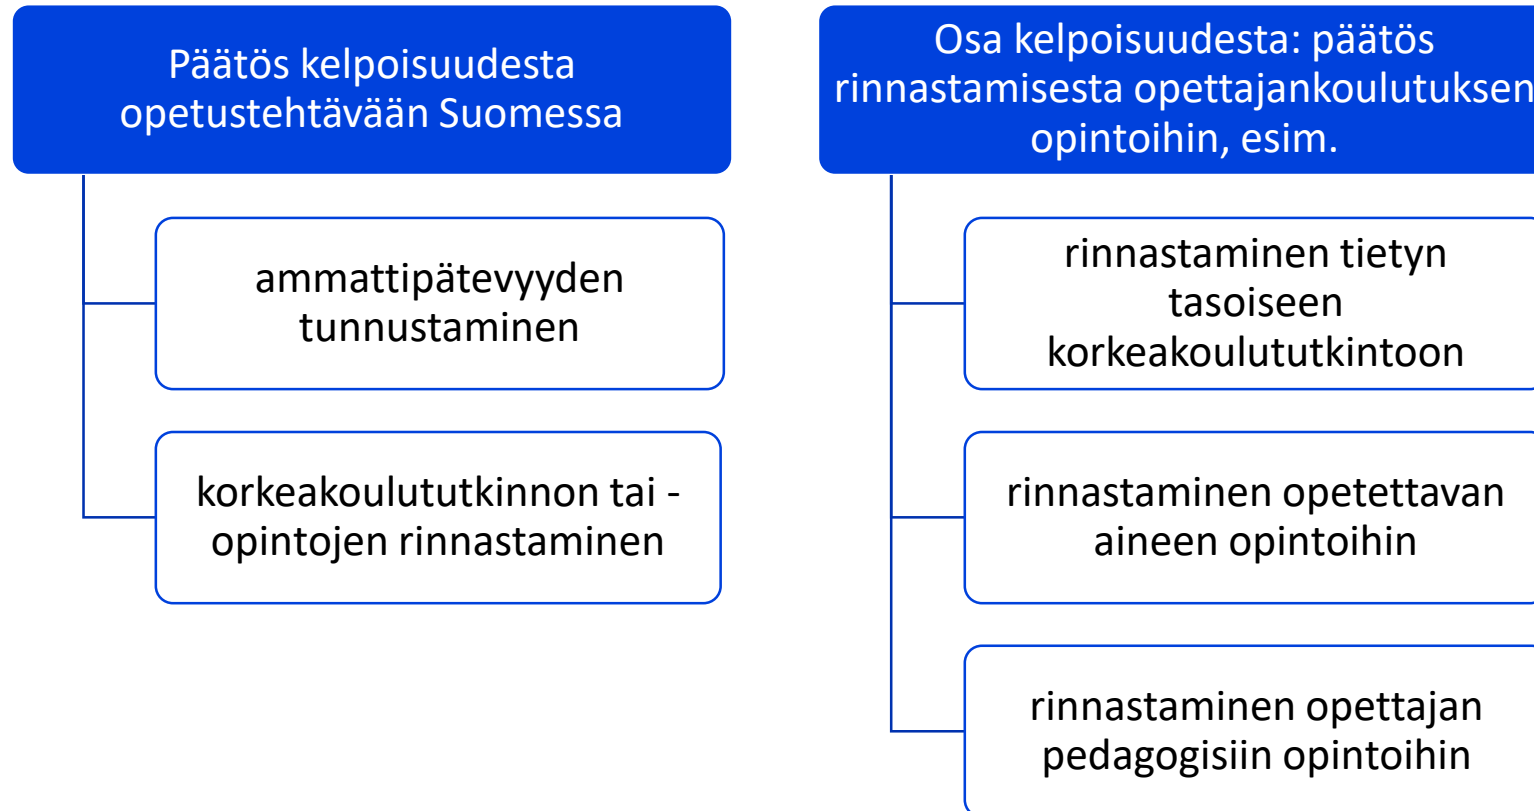 Päätös kelpoisuudesta
opetustehtävään Suomessa
ammattipätevyyden
tunnustaminen
korkeakoulututkinnon tai -
opintojen rinnastaminen
Osa kelpoisuudesta: päätös
rinnastamisesta opettajankoulutuksen
opintoihin, esim.
rinnastaminen tietyn
tasoiseen
korkeakoulututkintoon
rinnastaminen opetettavan
aineen opintoihin
rinnastaminen opettajan
pedagogisiin opintoihin